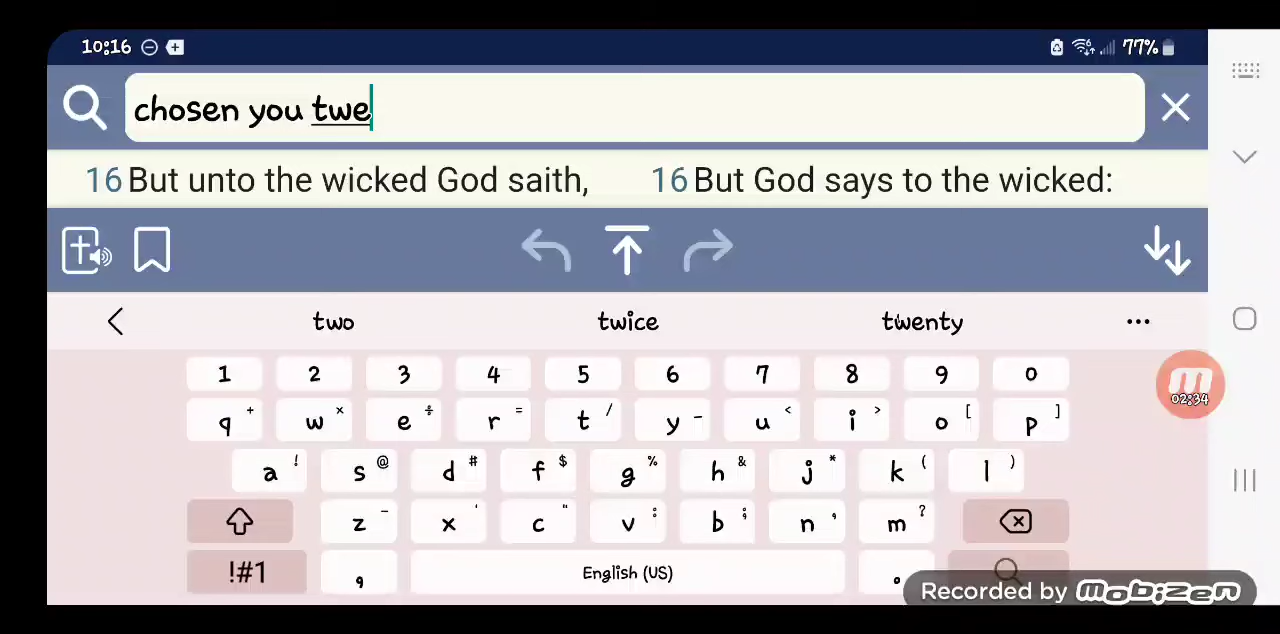 10:16 77%
chosen you twe
16 But unto the wicked God saith, 16 But God says to the wicked:
two twice twenty ...
1 2 3 4 5 6 7 8 9 0
q + w × e ÷ r = t / y - u < i > o [ p ]
a ! s @ d # f $ g % h & j * k ( l )
z - x ' c " v : b ; n , m ?
!#1 , English (US) .
02:34
Recorded by mobizen